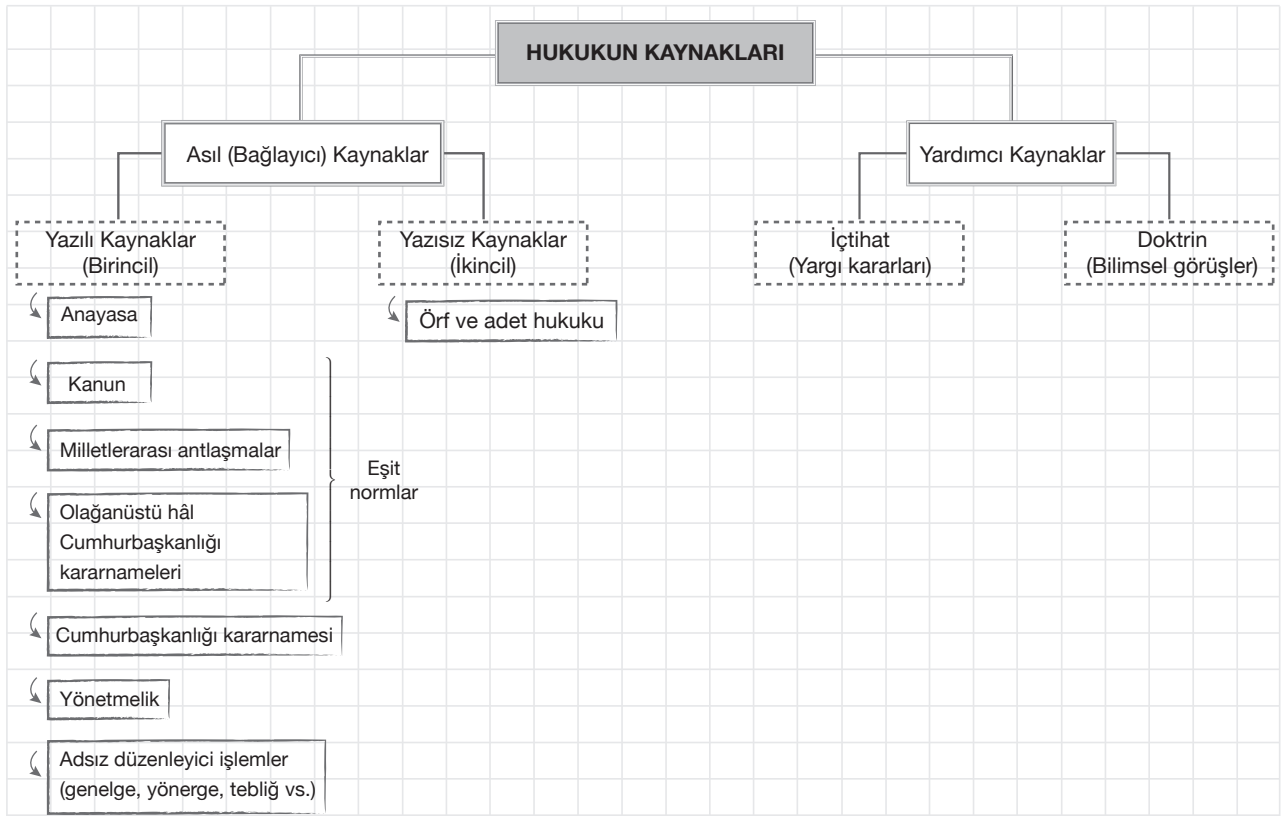 HUKUKUN KAYNAKLARI
Asıl (Bağlayıcı) Kaynaklar
Yardımcı Kaynaklar
Yazılı Kaynaklar
(Birincil)
Yazısız Kaynaklar
(İkincil)
İçtihat
(Yargı kararları)
Doktrin
(Bilimsel görüşler)
Anayasa
Örf ve adet hukuku
Kanun
Milletlerarası antlaşmalar
Eşit
normlar
Olağanüstü hâl
Cumhurbaşkanlığı
kararnameleri
Cumhurbaşkanlığı kararnamesi
Yönetmelik
Adsız düzenleyici işlemler
(genelge, yönerge, tebliğ vs.)